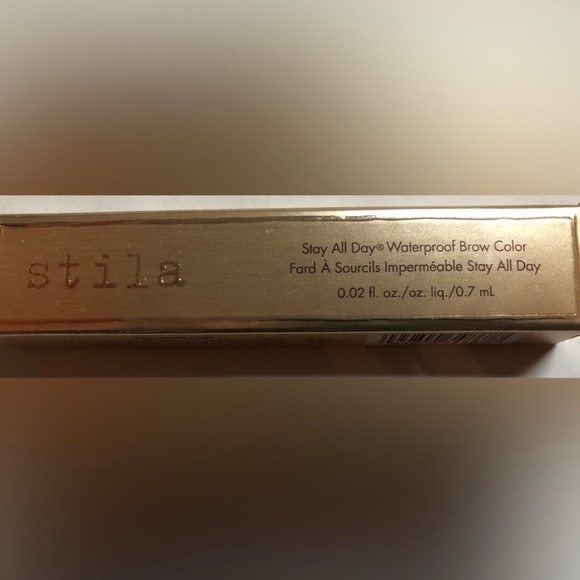 stila
Stay All Day® Waterproof Brow Color
Fard À Sourcils Imperméable Stay All Day
0.02 fl. oz./oz. liq./0.7 mL